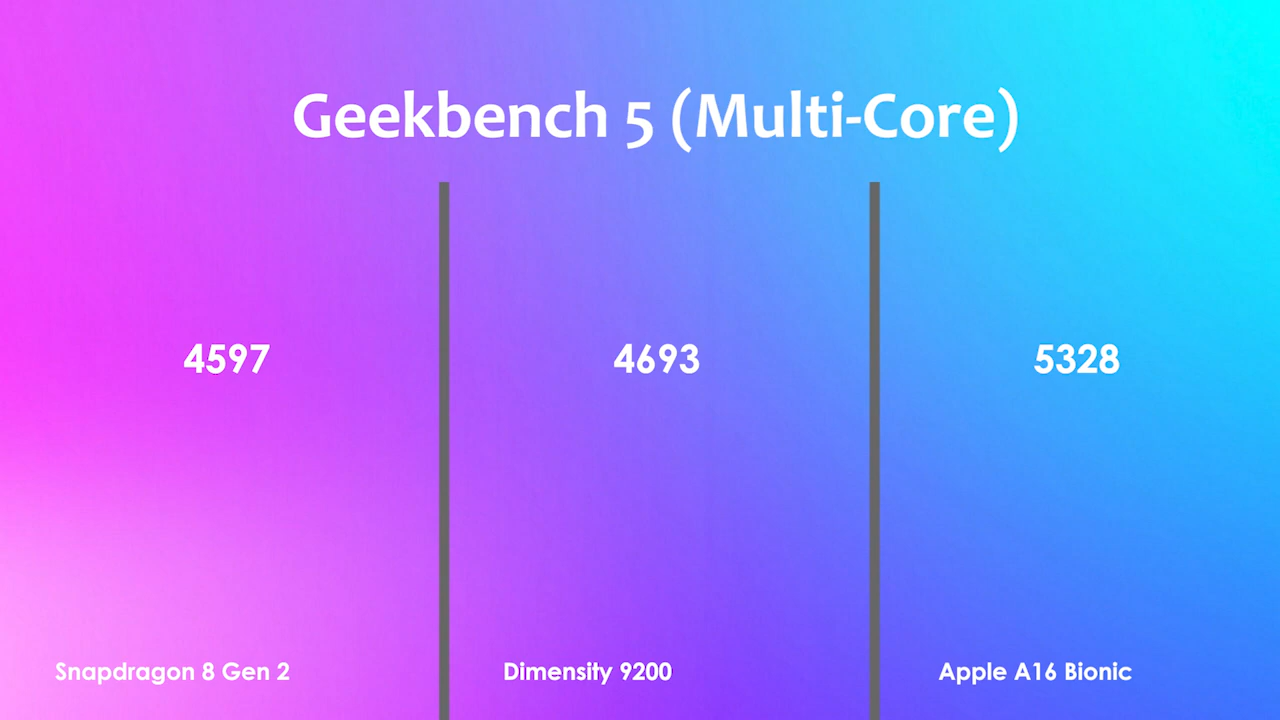 Geekbench 5 (Multi-Core)
4597
4693
5328
Snapdragon 8 Gen 2
Dimensity 9200
Apple A16 Bionic